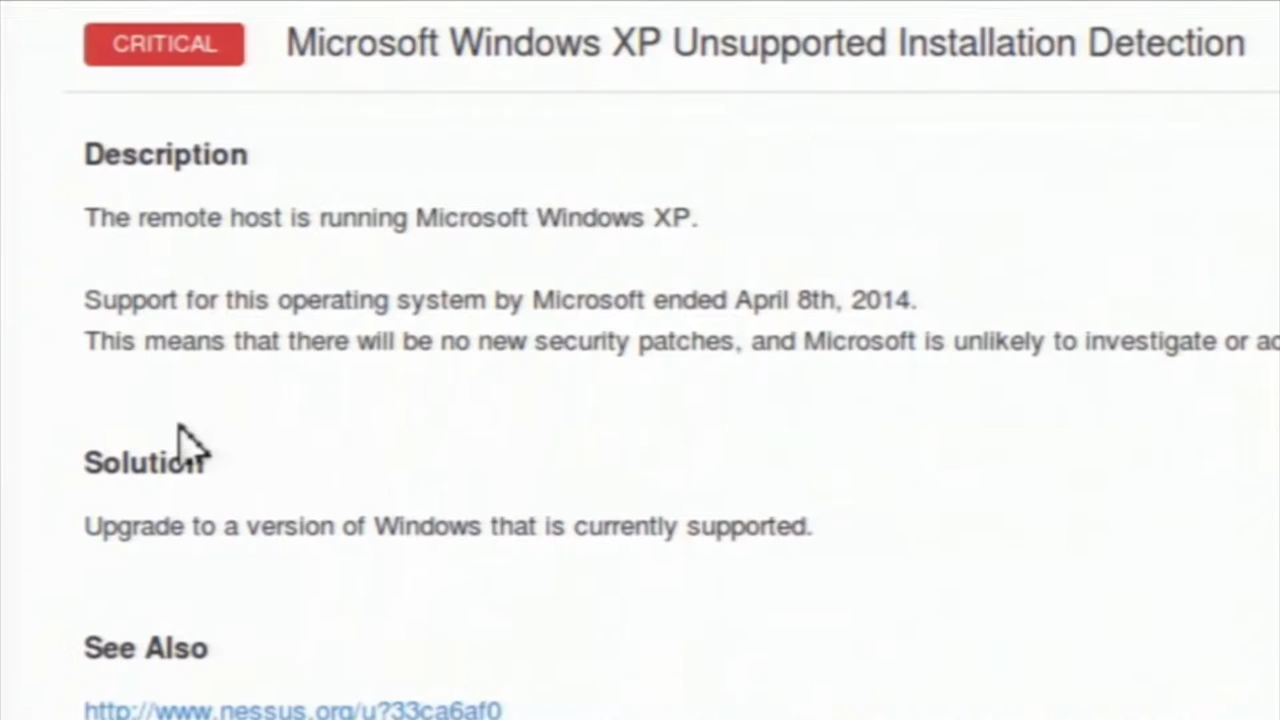 CRITICAL Microsoft Windows XP Unsupported Installation Detection
Description
The remote host is running Microsoft Windows XP.
Support for this operating system by Microsoft ended April 8th, 2014.
This means that there will be no new security patches, and Microsoft is unlikely to investigate or
Solution
Upgrade to a version of Windows that is currently supported.
See Also
http://www.nessus.org/u?33ca6af0